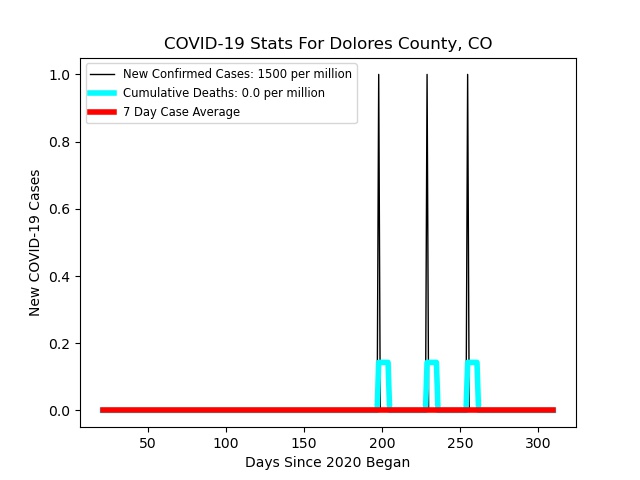 COVID-19 Stats For Dolores County, CO
New Confirmed Cases: 1500 per million
Cumulative Deaths: 0.0 per million
7 Day Case Average
New COVID-19 Cases
1.0
0.8
0.6
0.4
0.2
0.0
50 100 150 200 250 300
Days Since 2020 Began